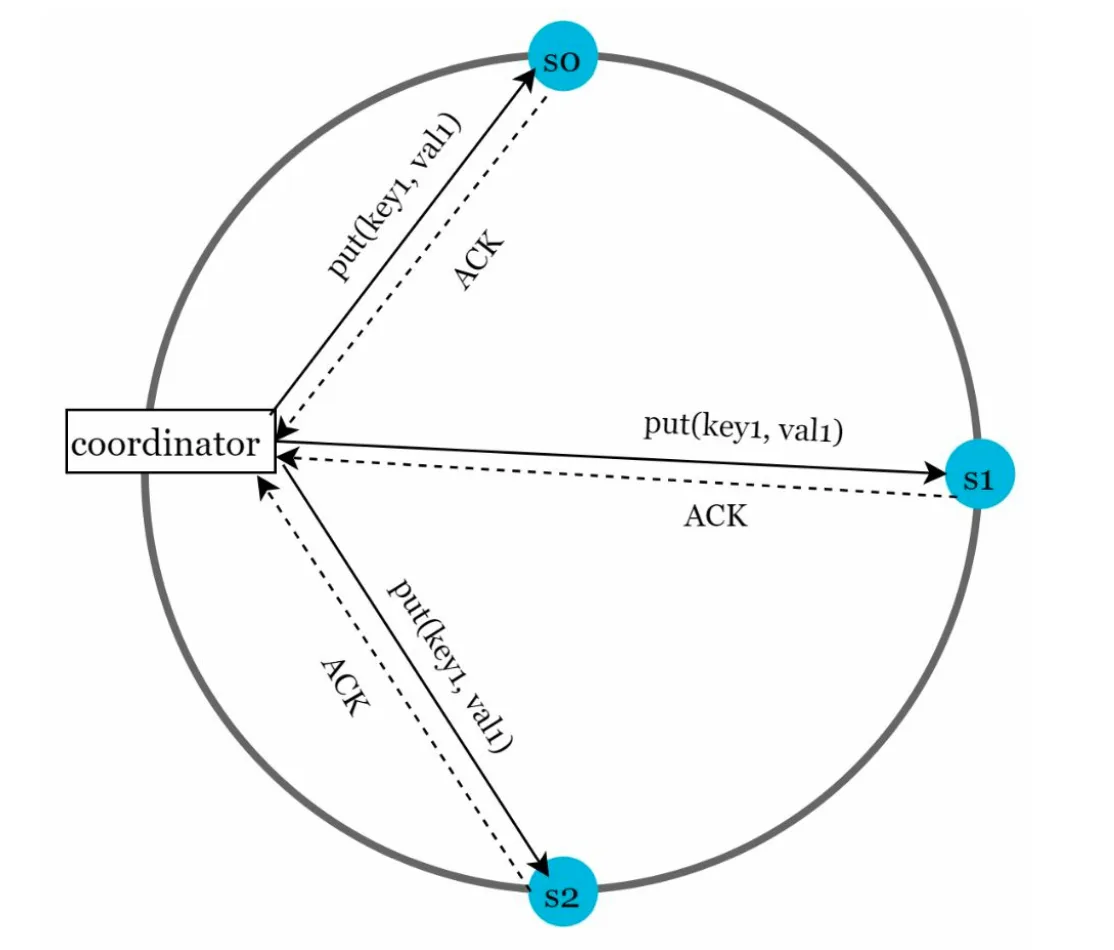 s0
put(key1, val1)
ACK
coordinator
put(key1, val1)
s1
ACK
put(key1, val1)
ACK
s2